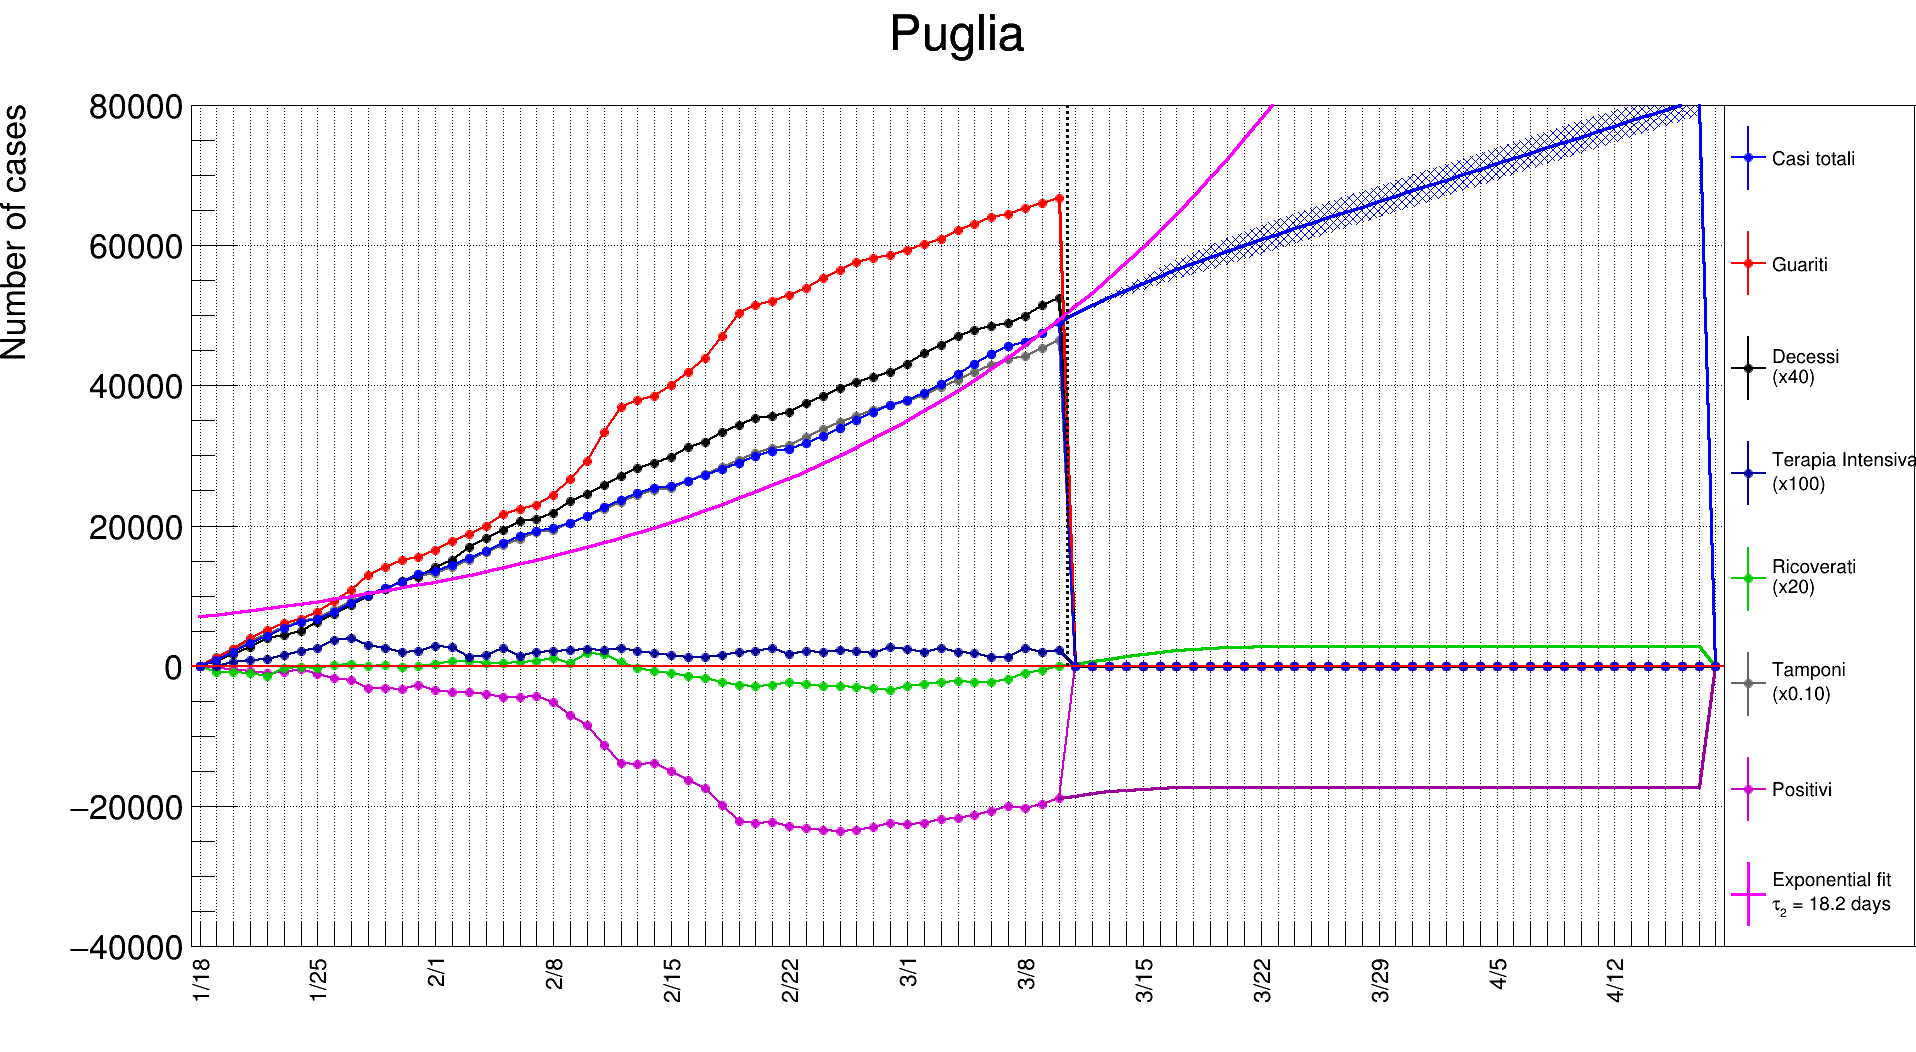 Puglia
Number of cases
80000
60000
40000
20000
0
−20000
−40000
1/18
1/25
2/1
2/8
2/15
2/22
3/1
3/8
3/15
3/22
3/29
4/5
4/12
Casi totali
Guariti
Decessi
(x40)
Terapia Intensiva
(x100)
Ricoverati
(x20)
Tamponi
(x0.10)
Positivi
Exponential fit
τ2 = 18.2 days